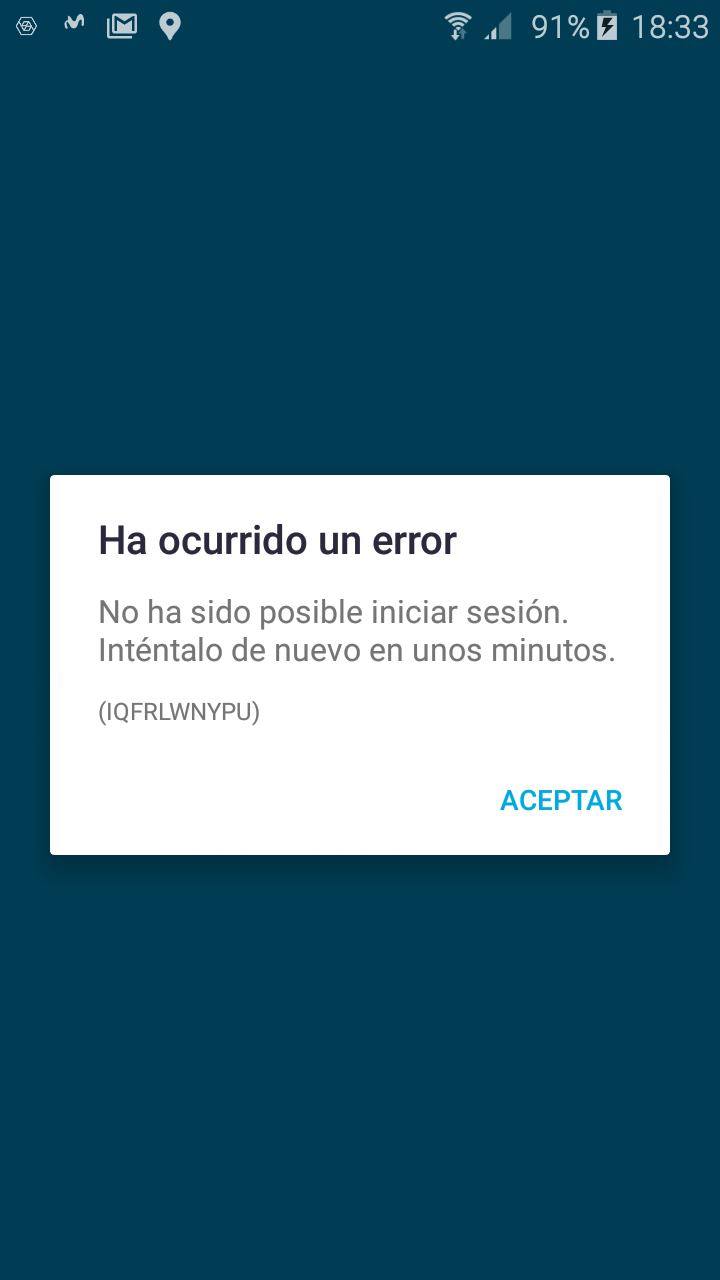 91% 18:33
Ha ocurrido un error
No ha sido posible iniciar sesión.
Inténtalo de nuevo en unos minutos.
(IQFRLWNYPU)
ACEPTAR